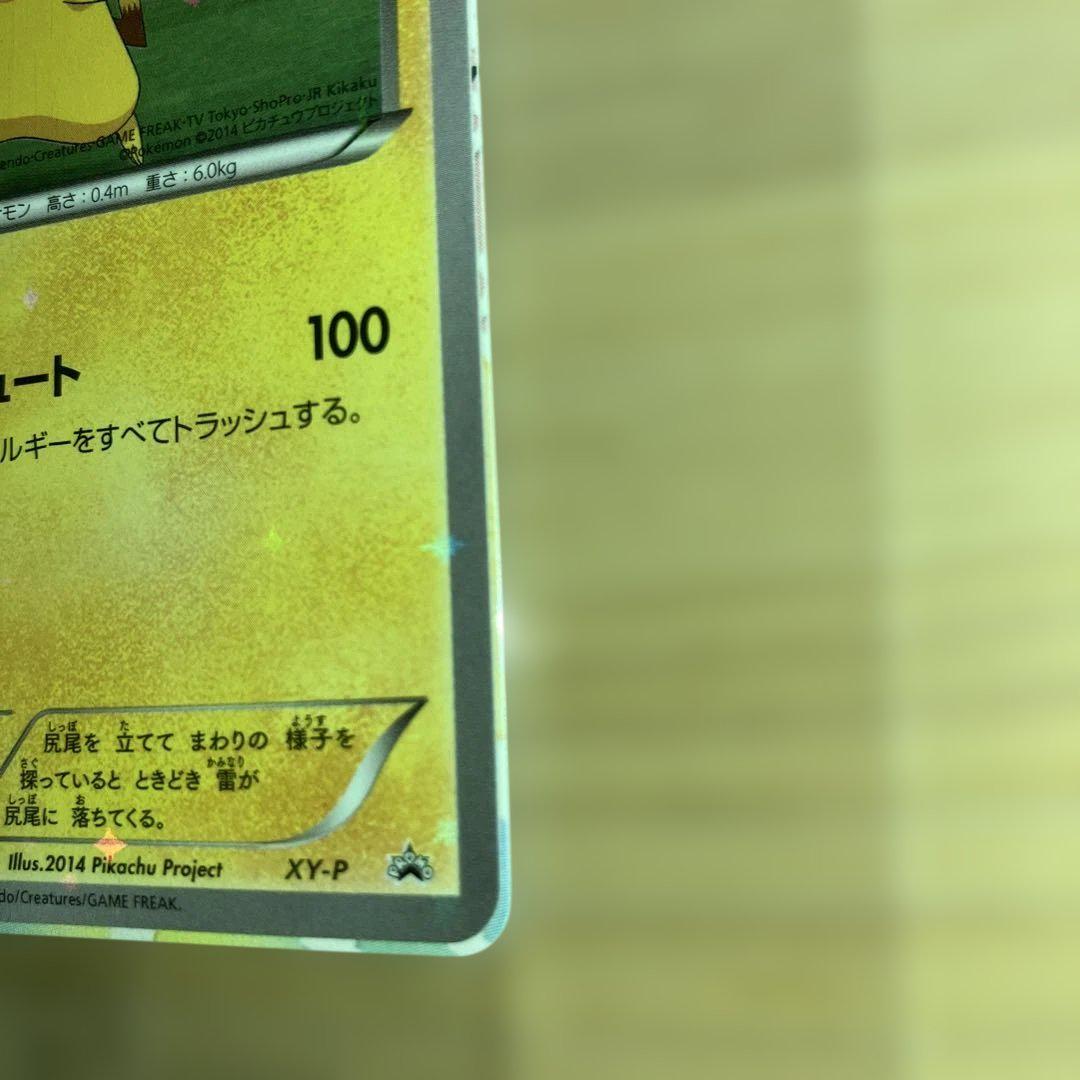 endo·Creatures·GAME FREAK·TV Tokyo·ShoPro·JR Kikaku
©Pokémon ©2014 ピカチュウプロジェクト
モン 高さ：0.4m 重さ：6.0kg
100
ュート
ルギーをすべてトラッシュする。
しっぽ た ようす
尻尾を 立てて まわりの 様子を
さぐ かみなり
探っていると ときどき 雷が
しっぽ お
尻尾に 落ちてくる。
Illus.2014 Pikachu Project XY-P
do/Creatures/GAME FREAK.